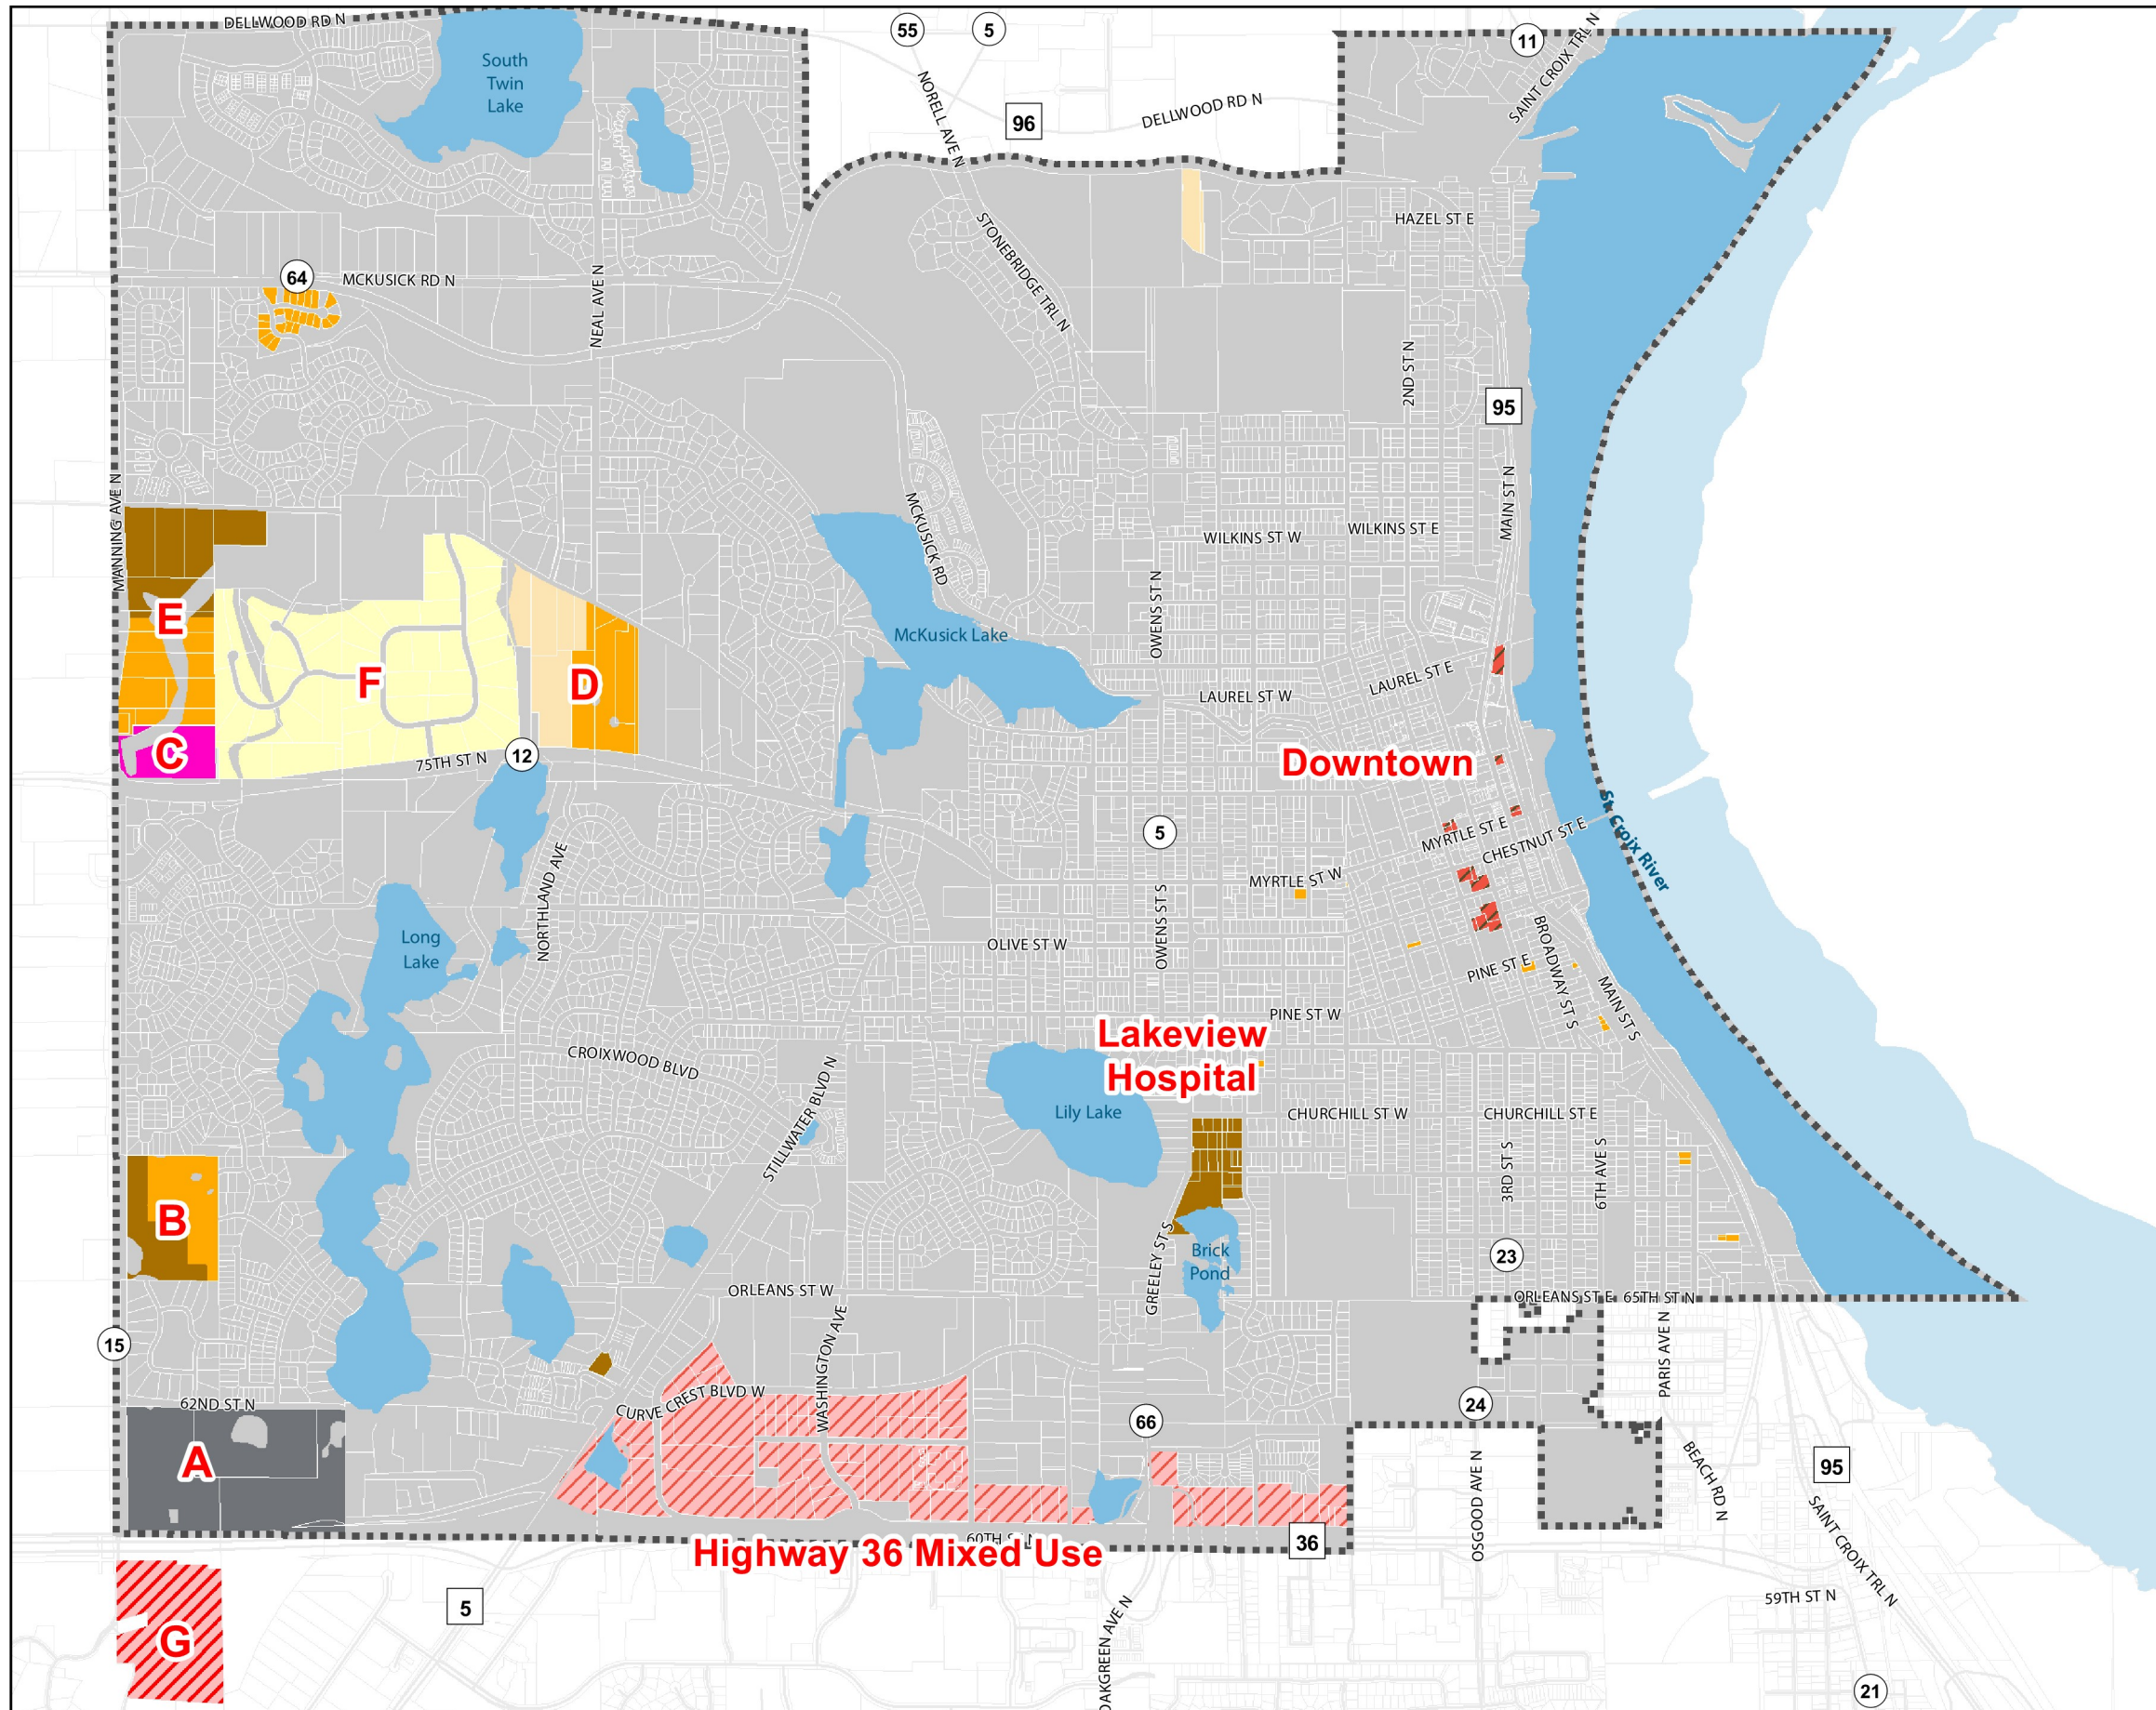 DELLWOOD RD N
South
Twin
Lake
55
5
11
SAINT CROIX TRL N
NORELL AVE N
96
DELLWOOD RD N
HAZEL ST E
STONEBRIDGE TRL N
64
MCKUSICK RD N
NEAL AVE N
2ND ST N
95
MANNING AVE N
MCKUSICK RD
MAIN ST N
WILKINS ST W
WILKINS ST E
OWENS ST N
E
McKusick Lake
F
D
LAUREL ST W
LAUREL ST E
C
75TH ST N
12
Downtown
St Croix River
5
MYRTLE ST E
CHESTNUT ST E
NORTHLAND AVE
MYRTLE ST W
OWENS ST S
Long
Lake
OLIVE ST W
BROADWAY ST S
PINE ST E
MAIN ST S
PINE ST W
Lakeview
Hospital
CROIXWOOD BLVD
STILLWATER BLVD N
Lily Lake
CHURCHILL ST W
CHURCHILL ST E
3RD ST S
6TH AVE S
B
GREELEY ST S
Brick
Pond
23
ORLEANS ST W
ORLEANS ST E
65TH ST N
15
WASHINGTON AVE
PARIS AVE N
62ND ST N
CURVE CREST BLVD W
24
66
A
OSGOOD AVE N
BEACH RD N
95
SAINT CROIX TRL N
60TH ST N
36
Highway 36 Mixed Use
5
59TH ST N
OAKGREEN AVE N
G
21